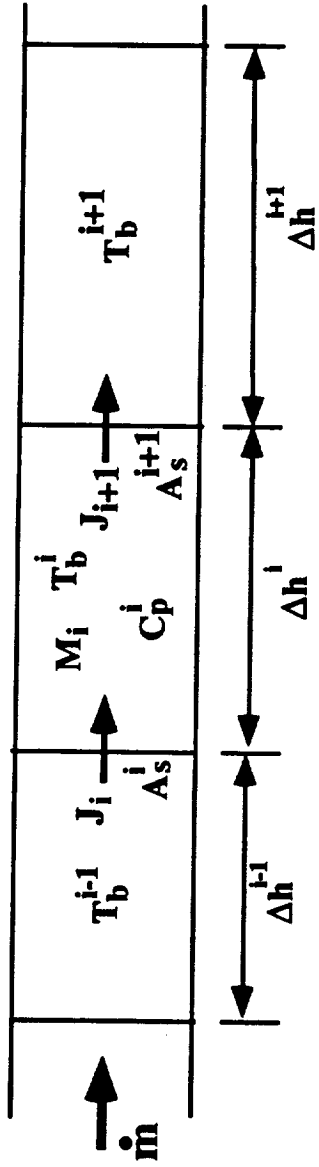 ṁ
T_b^{i-1}
J_i
A_s^i
M_i
T_b^i
C_p^i
J_{i+1}
A_s^{i+1}
T_b^{i+1}
Δh^{i-1}
Δh^i
Δh^{i+1}